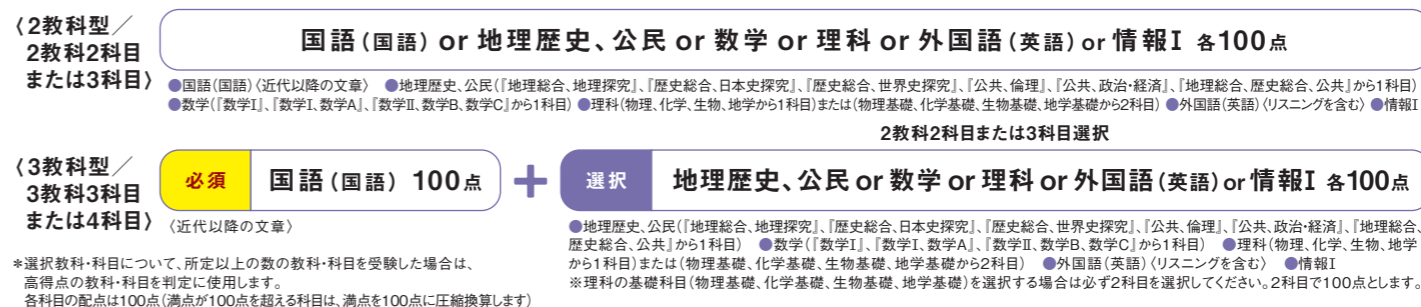 〈2教科型／
2教科2科目
または3科目〉
国語(国語) or 地理歴史、公民 or 数学 or 理科 or 外国語(英語) or 情報I 各100点
●国語(国語)〈近代以降の文章〉 ●地理歴史、公民(『地理総合、地理探究』、『歴史総合、日本史探究』、『歴史総合、世界史探究』、『公共、倫理』、『公共、政治・経済』、『地理総合、歴史総合、公共』から1科目)
●数学(『数学I』、『数学I、数学A』、『数学II、数学B、数学C』から1科目) ●理科(物理、化学、生物、地学から1科目)または(物理基礎、化学基礎、生物基礎、地学基礎から2科目) ●外国語(英語)〈リスニングを含む〉 ●情報I
2教科2科目または3科目選択
〈3教科型／
3教科3科目
または4科目〉
必須 国語(国語) 100点
〈近代以降の文章〉
+
選択 地理歴史、公民 or 数学 or 理科 or 外国語(英語) or 情報I 各100点
●地理歴史、公民(『地理総合、地理探究』、『歴史総合、日本史探究』、『歴史総合、世界史探究』、『公共、倫理』、『公共、政治・経済』、『地理総合、
歴史総合、公共』から1科目) ●数学(『数学I』、『数学I、数学A』、『数学II、数学B、数学C』から1科目) ●理科(物理、化学、生物、地学
から1科目)または(物理基礎、化学基礎、生物基礎、地学基礎から2科目) ●外国語(英語)〈リスニングを含む〉 ●情報I
※理科の基礎科目(物理基礎、化学基礎、生物基礎、地学基礎)を選択する場合は必ず2科目を選択してください。2科目で100点とします。
*選択教科・科目について、所定以上の数の教科・科目を受験した場合は、
高得点の教科・科目を判定に使用します。
各科目の配点は100点(満点が100点を超える科目は、満点を100点に圧縮換算します)